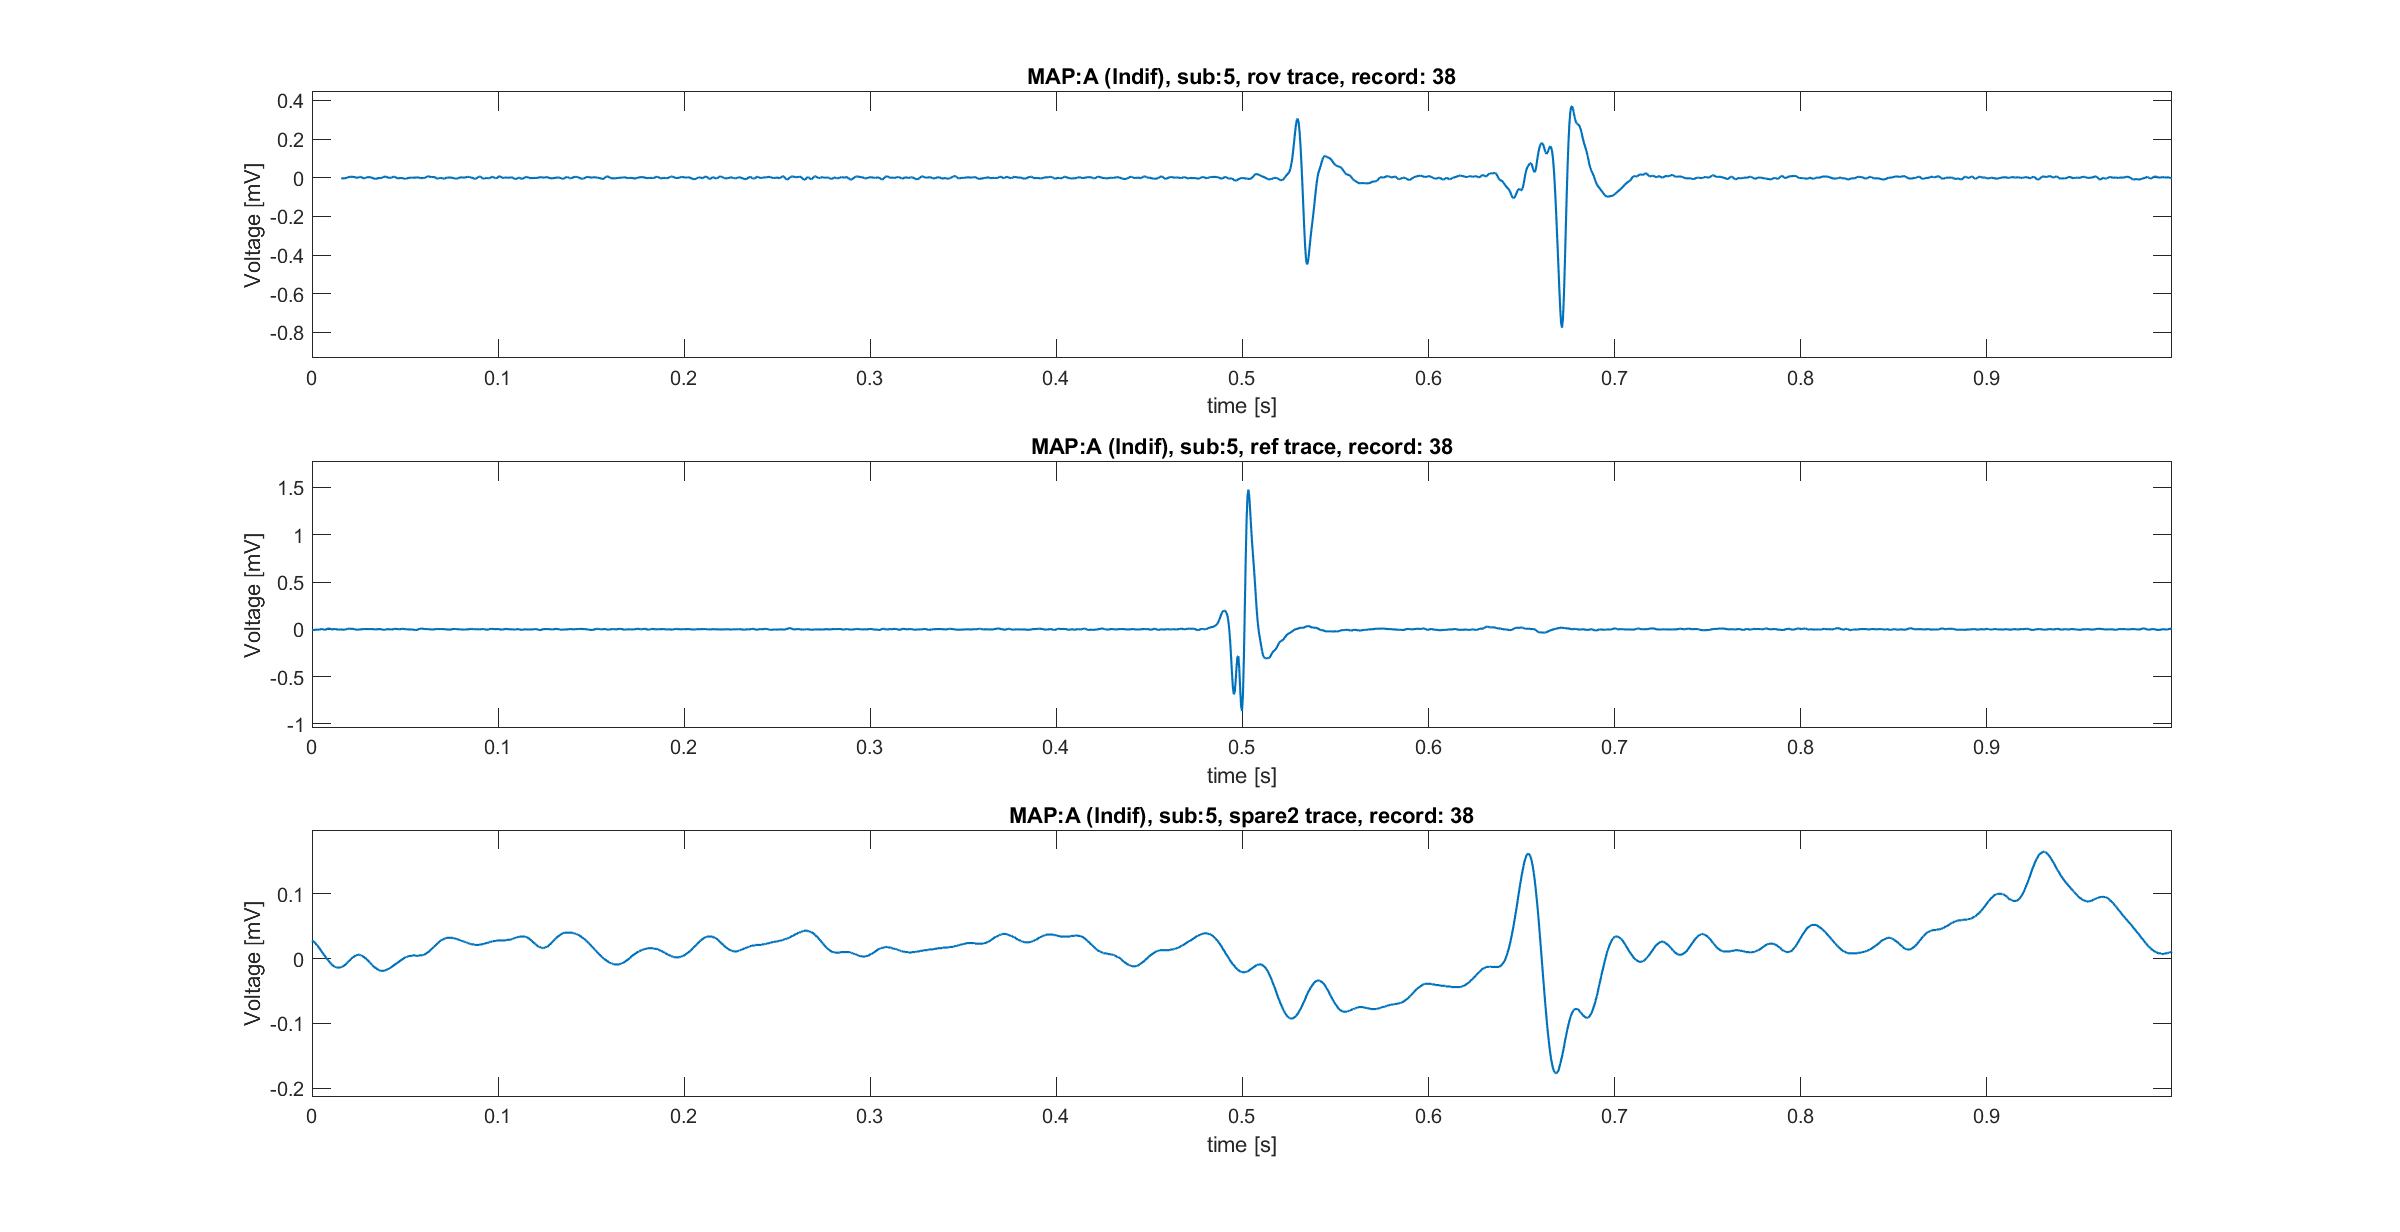 MAP:A (Indif), sub:5, rov trace, record: 38
Voltage [mV]
0.4
0.2
0
-0.2
-0.4
-0.6
-0.8
0 0.1 0.2 0.3 0.4 0.5 0.6 0.7 0.8 0.9
time [s]
MAP:A (Indif), sub:5, ref trace, record: 38
Voltage [mV]
1.5
1
0.5
0
-0.5
-1
0 0.1 0.2 0.3 0.4 0.5 0.6 0.7 0.8 0.9
time [s]
MAP:A (Indif), sub:5, spare2 trace, record: 38
Voltage [mV]
0.1
0
-0.1
-0.2
0 0.1 0.2 0.3 0.4 0.5 0.6 0.7 0.8 0.9
time [s]